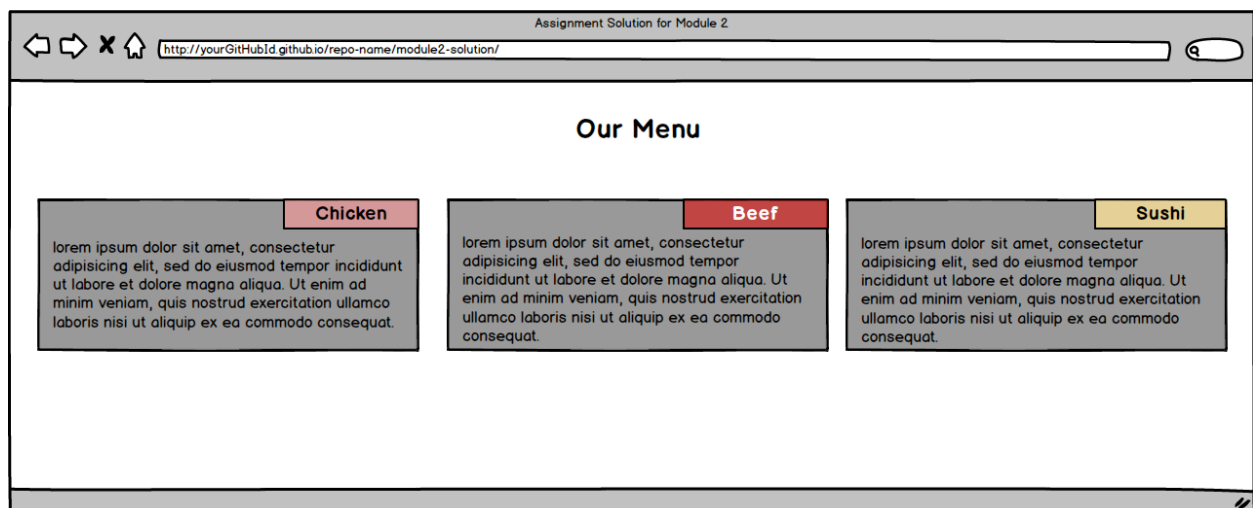 Assignment Solution for Module 2
http://yourGitHubId.github.io/repo-name/module2-solution/
Our Menu
Chicken
lorem ipsum dolor sit amet, consectetur
adipisicing elit, sed do eiusmod tempor incididunt
ut labore et dolore magna aliqua. Ut enim ad
minim veniam, quis nostrud exercitation ullamco
laboris nisi ut aliquip ex ea commodo consequat.
Beef
lorem ipsum dolor sit amet, consectetur
adipisicing elit, sed do eiusmod tempor
incididunt ut labore et dolore magna aliqua. Ut
enim ad minim veniam, quis nostrud exercitation
ullamco laboris nisi ut aliquip ex ea commodo
consequat.
Sushi
lorem ipsum dolor sit amet, consectetur
adipisicing elit, sed do eiusmod tempor
incididunt ut labore et dolore magna aliqua. Ut
enim ad minim veniam, quis nostrud exercitation
ullamco laboris nisi ut aliquip ex ea commodo
consequat.